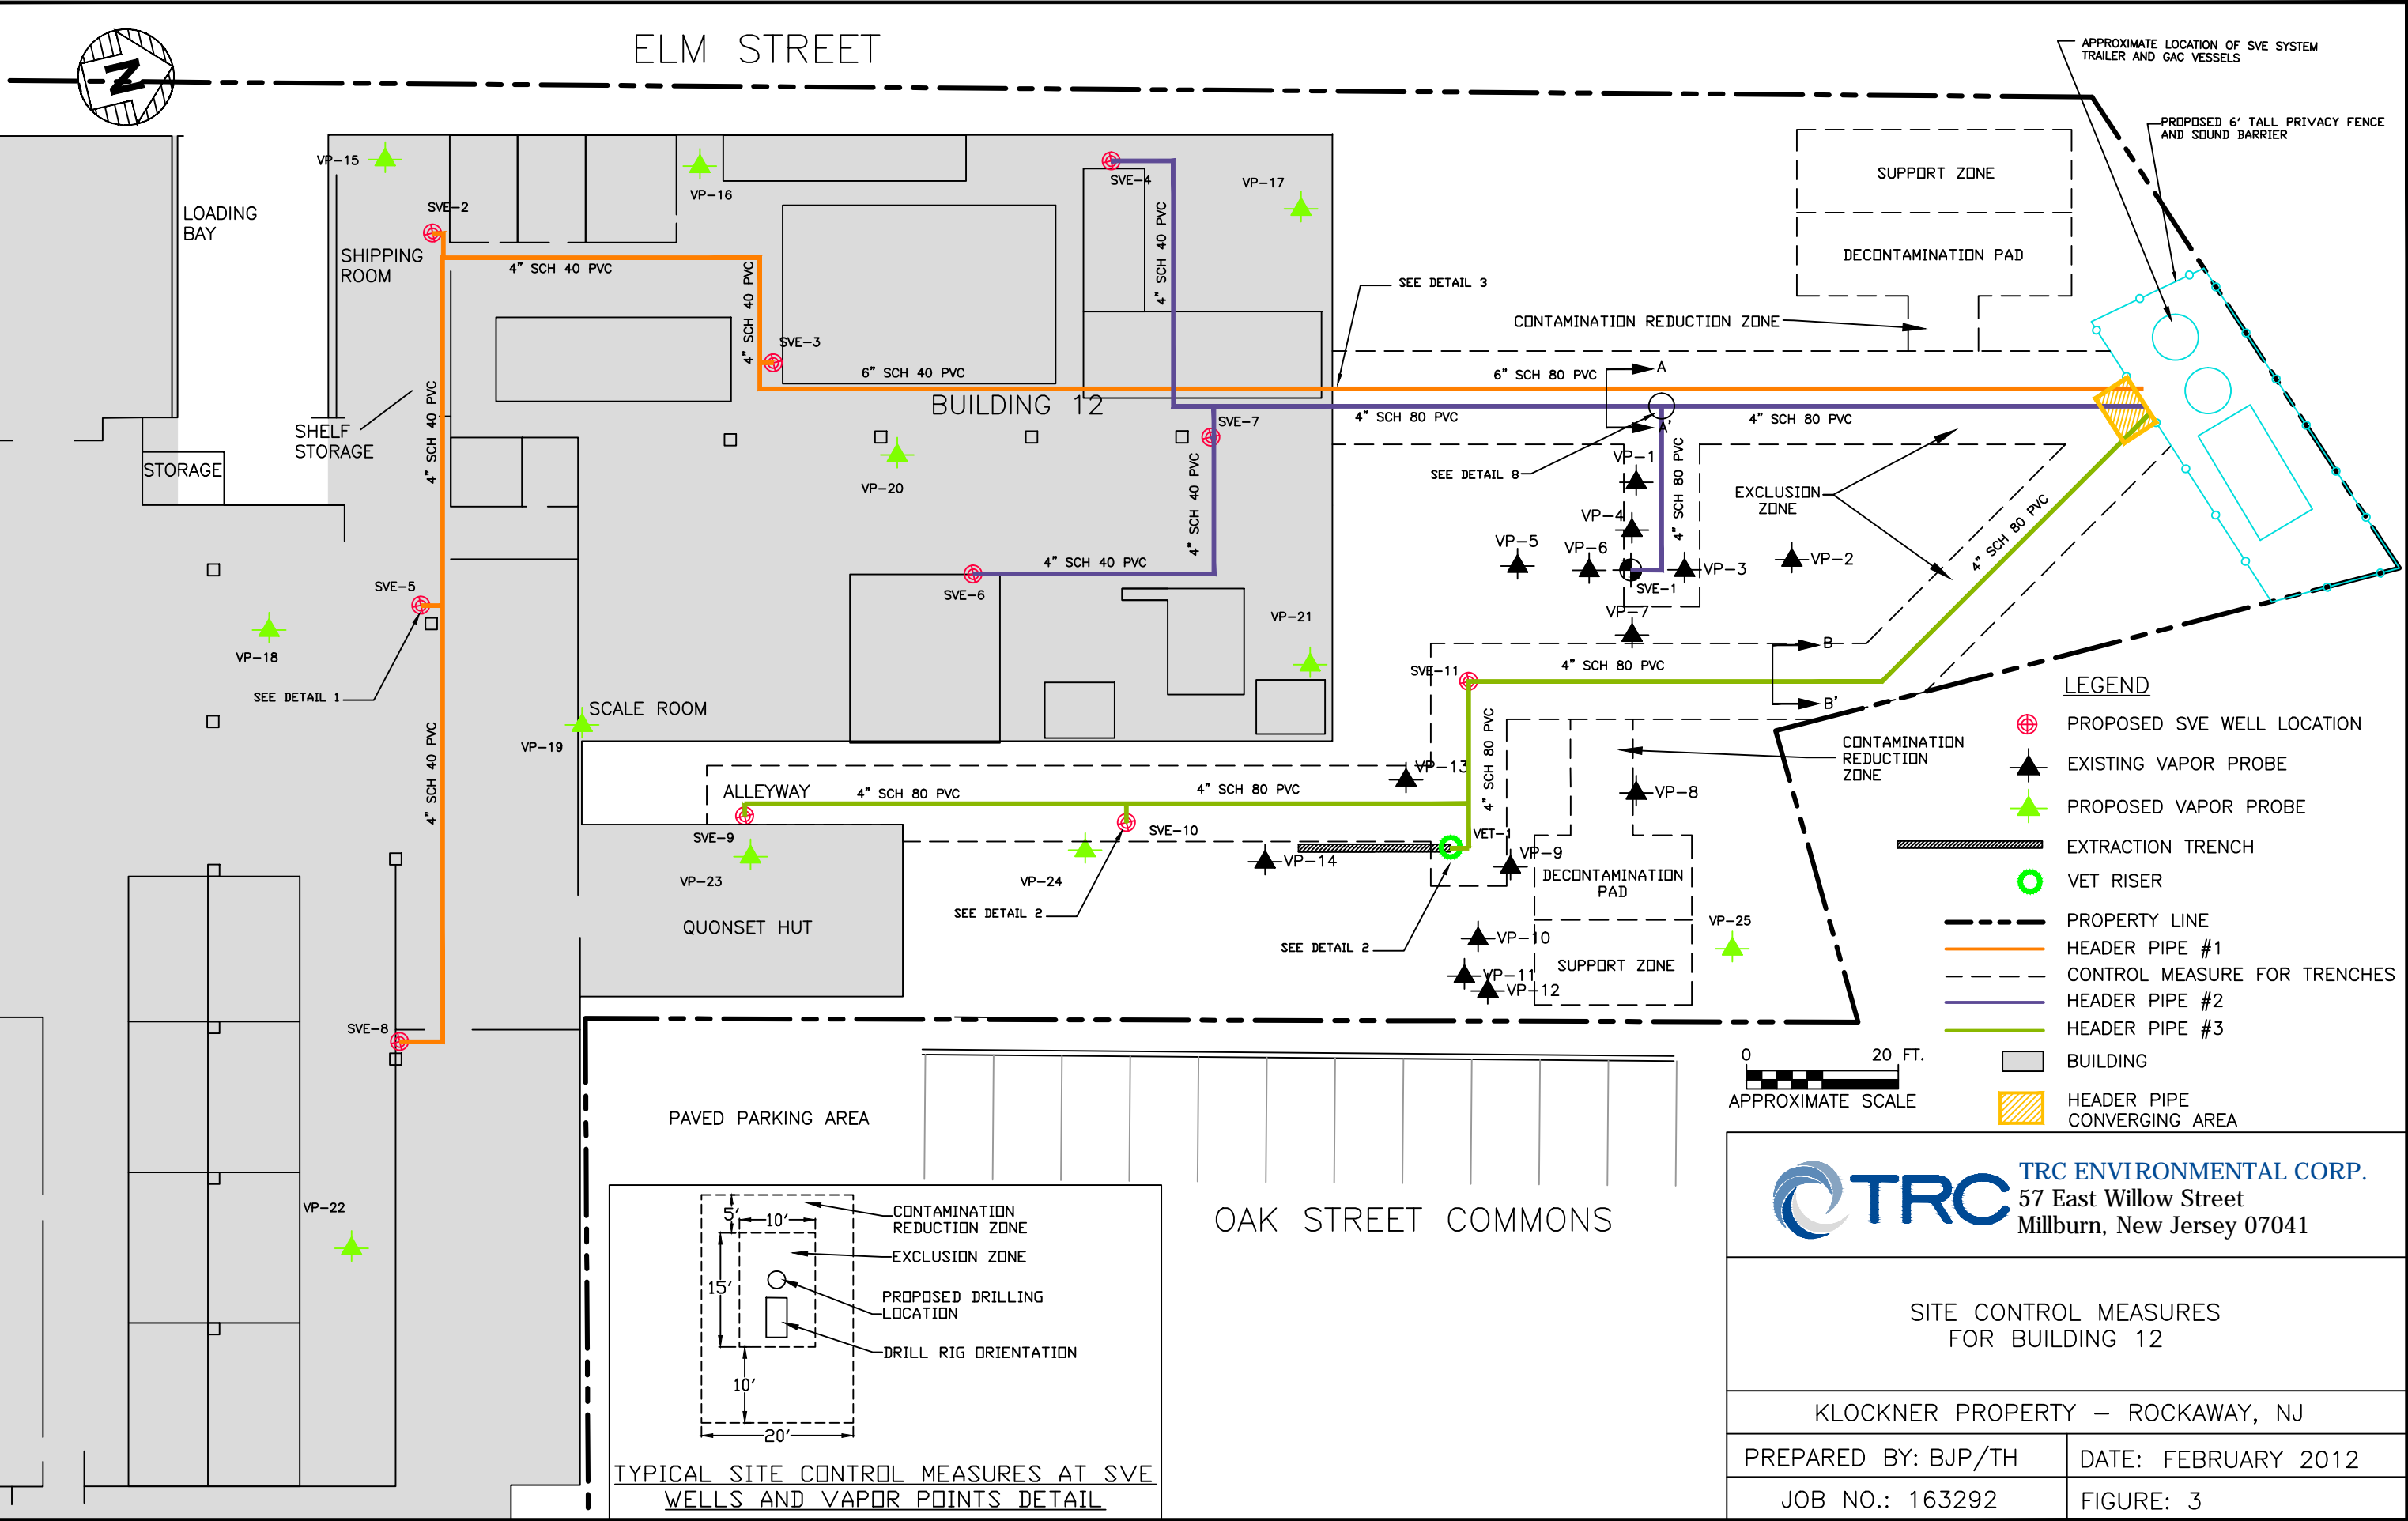 ELM STREET
N
APPROXIMATE LOCATION OF SVE SYSTEM
TRAILER AND GAC VESSELS
PROPOSED 6' TALL PRIVACY FENCE
AND SOUND BARRIER
SUPPORT ZONE
DECONTAMINATION PAD
CONTAMINATION REDUCTION ZONE
VP-15
VP-16
SVE-4
VP-17
SVE-2
LOADING
BAY
SHIPPING
ROOM
4" SCH 40 PVC
4" SCH 40 PVC
4" SCH 40 PVC
SEE DETAIL 3
SVE-3
6" SCH 40 PVC
6" SCH 80 PVC
A
BUILDING 12
4" SCH 80 PVC
4" SCH 80 PVC
A'
SVE-7
SHELF
STORAGE
4" SCH 40 PVC
STORAGE
VP-20
4" SCH 40 PVC
SEE DETAIL 8
VP-1
4" SCH 80 PVC
EXCLUSION
ZONE
VP-4
VP-5
VP-6
VP-3
VP-2
4" SCH 80 PVC
4" SCH 40 PVC
SVE-5
SVE-6
SVE-1
VP-7
VP-21
VP-18
SEE DETAIL 1
SVE-11
4" SCH 80 PVC
B
B'
SCALE ROOM
VP-19
4" SCH 40 PVC
4" SCH 80 PVC
CONTAMINATION
REDUCTION
ZONE
VP-13
ALLEYWAY
4" SCH 80 PVC
4" SCH 80 PVC
VP-8
SVE-9
SVE-10
VET-1
VP-14
VP-9
VP-23
VP-24
DECONTAMINATION
PAD
SEE DETAIL 2
QUONSET HUT
SEE DETAIL 2
VP-10
VP-25
SUPPORT ZONE
VP-11
VP-12
SVE-8
VP-22
PAVED PARKING AREA
OAK STREET COMMONS
LEGEND
PROPOSED SVE WELL LOCATION
EXISTING VAPOR PROBE
PROPOSED VAPOR PROBE
EXTRACTION TRENCH
VET RISER
PROPERTY LINE
HEADER PIPE #1
CONTROL MEASURE FOR TRENCHES
HEADER PIPE #2
HEADER PIPE #3
BUILDING
HEADER PIPE
CONVERGING AREA
0 20 FT.
APPROXIMATE SCALE
5'
10'
CONTAMINATION
REDUCTION ZONE
EXCLUSION ZONE
15'
PROPOSED DRILLING
LOCATION
DRILL RIG ORIENTATION
10'
20'
TYPICAL SITE CONTROL MEASURES AT SVE
WELLS AND VAPOR POINTS DETAIL
TRC
TRC ENVIRONMENTAL CORP.
57 East Willow Street
Millburn, New Jersey 07041
SITE CONTROL MEASURES
FOR BUILDING 12
KLOCKNER PROPERTY – ROCKAWAY, NJ
PREPARED BY: BJP/TH
DATE: FEBRUARY 2012
JOB NO.: 163292
FIGURE: 3